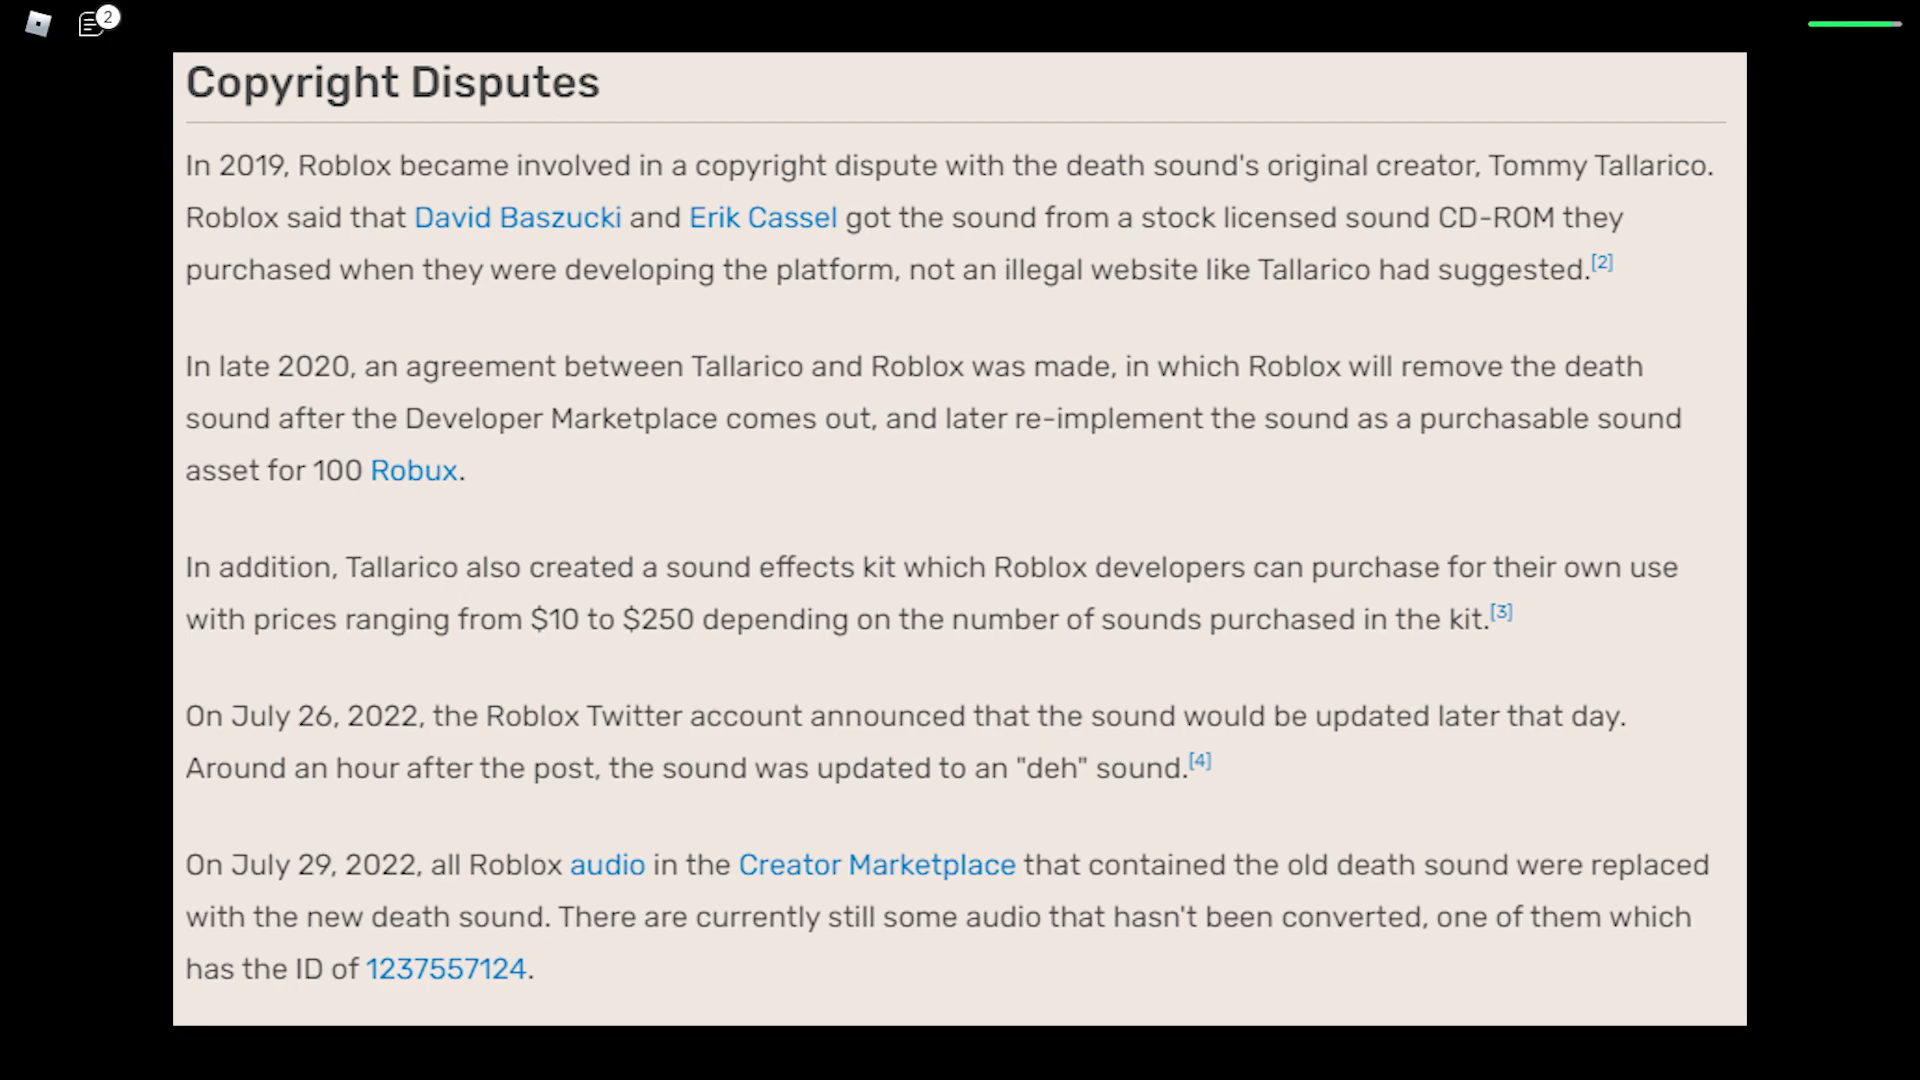 2
Copyright Disputes
In 2019, Roblox became involved in a copyright dispute with the death sound's original creator, Tommy Tallarico.
Roblox said that David Baszucki and Erik Cassel got the sound from a stock licensed sound CD-ROM they
purchased when they were developing the platform, not an illegal website like Tallarico had suggested.[2]
In late 2020, an agreement between Tallarico and Roblox was made, in which Roblox will remove the death
sound after the Developer Marketplace comes out, and later re-implement the sound as a purchasable sound
asset for 100 Robux.
In addition, Tallarico also created a sound effects kit which Roblox developers can purchase for their own use
with prices ranging from $10 to $250 depending on the number of sounds purchased in the kit.[3]
On July 26, 2022, the Roblox Twitter account announced that the sound would be updated later that day.
Around an hour after the post, the sound was updated to an "deh" sound.[4]
On July 29, 2022, all Roblox audio in the Creator Marketplace that contained the old death sound were replaced
with the new death sound. There are currently still some audio that hasn't been converted, one of them which
has the ID of 1237557124.